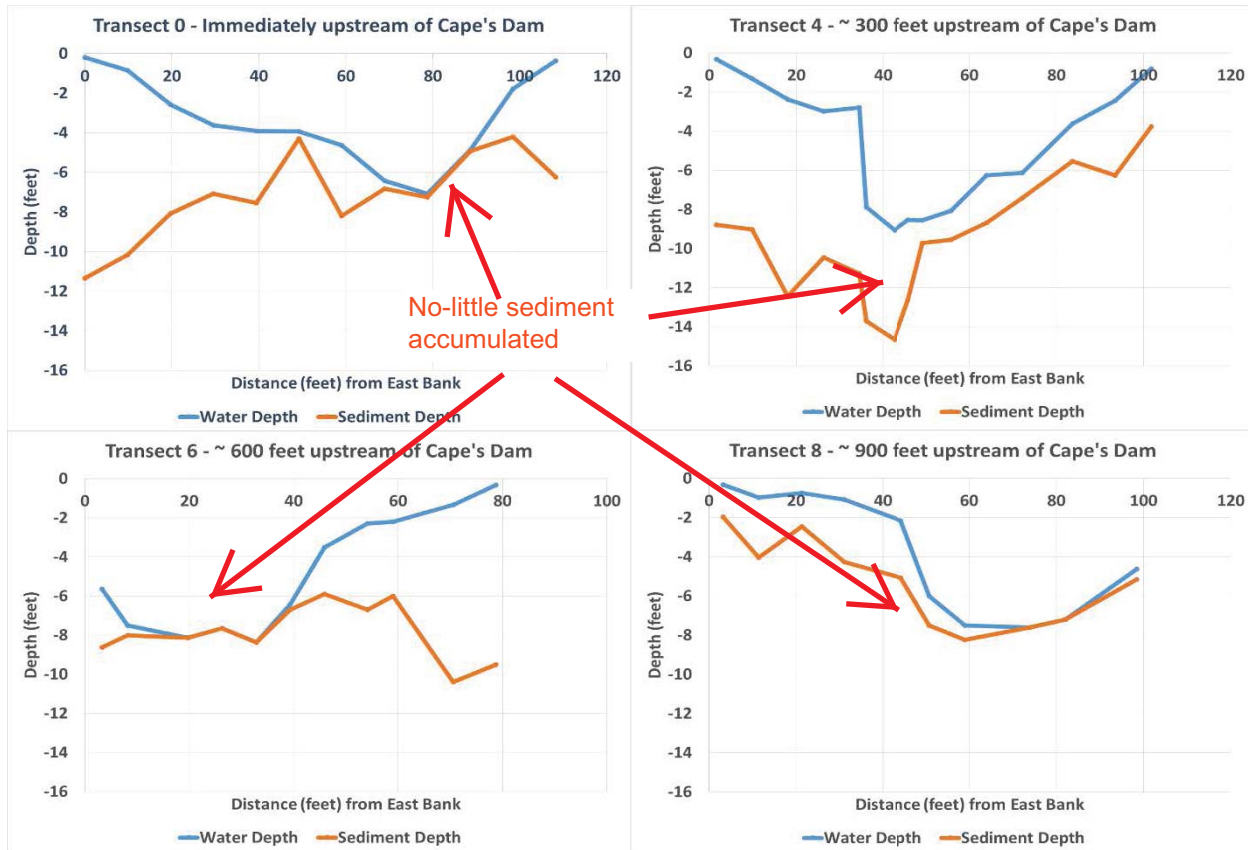 Transect 0 - Immediately upstream of Cape's Dam
0 20 40 60 80 100 120
0
-2
-4
-6
-8
-10
-12
-14
-16
Depth (feet)
Distance (feet) from East Bank
Water Depth Sediment Depth
Transect 4 - ~ 300 feet upstream of Cape's Dam
0 20 40 60 80 100 120
0
-2
-4
-6
-8
-10
-12
-14
-16
Depth (feet)
Distance (feet) from East Bank
Water Depth Sediment Depth
No-little sediment
accumulated
Transect 6 - ~ 600 feet upstream of Cape's Dam
0 20 40 60 80 100
0
-2
-4
-6
-8
-10
-12
-14
-16
Depth (feet)
Distance (feet) from East Bank
Water Depth Sediment Depth
Transect 8 - ~ 900 feet upstream of Cape's Dam
0 20 40 60 80 100 120
0
-2
-4
-6
-8
-10
-12
-14
-16
Depth (feet)
Distance (feet) from East Bank
Water Depth Sediment Depth